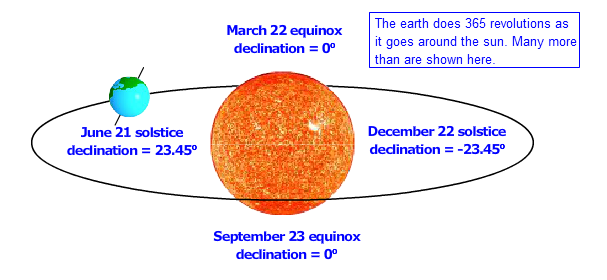 March 22 equinox
declination = 0º
The earth does 365 revolutions as
it goes around the sun. Many more
than are shown here.
June 21 solstice
declination = 23.45º
December 22 solstice
declination = -23.45º
September 23 equinox
declination = 0º